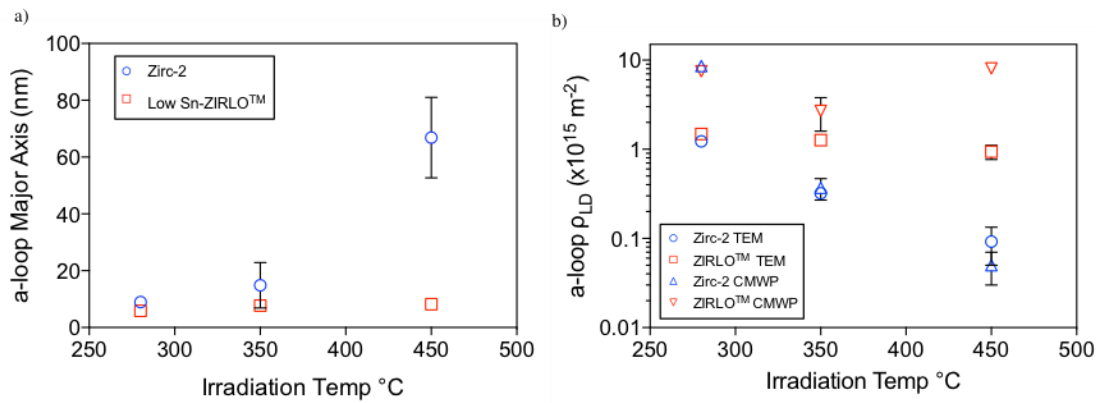 a)
100
80
60
40
20
0
a-loop Major Axis (nm)
Zirc-2
Low Sn-ZIRLO™
250 300 350 400 450 500
Irradiation Temp °C
b)
10
1
0.1
0.01
a-loop ρLD (x10¹⁵ m⁻²)
Zirc-2 TEM
ZIRLO™ TEM
Zirc-2 CMWP
ZIRLO™ CMWP
250 300 350 400 450 500
Irradiation Temp °C